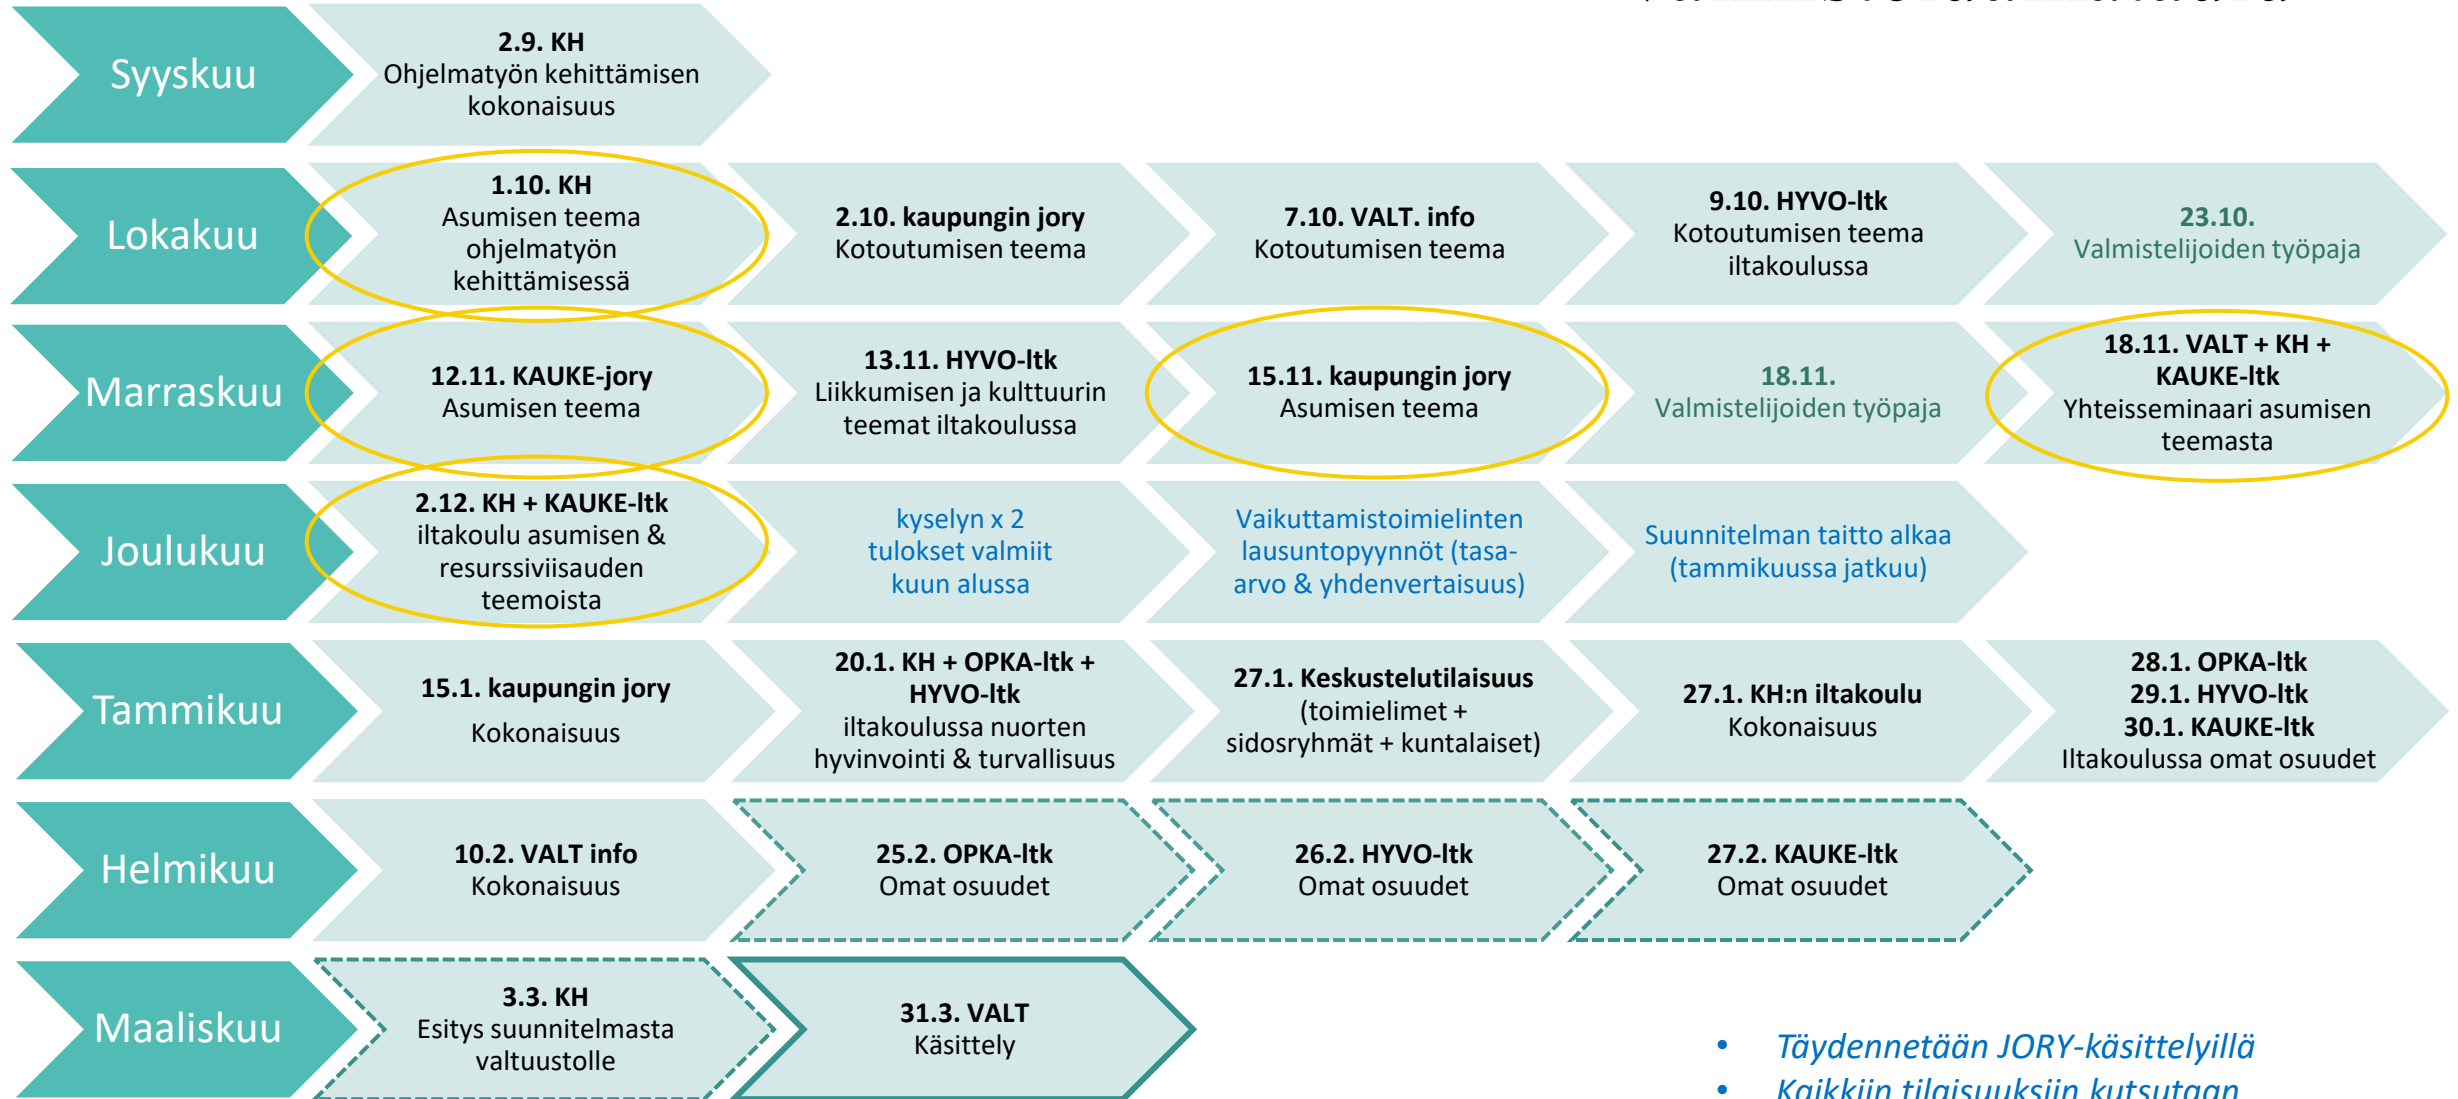 Syyskuu
2.9. KH
Ohjelmatyön kehittämisen
kokonaisuus
Lokakuu
1.10. KH
Asumisen teema
ohjelmatyön
kehittämisessä
2.10. kaupungin jory
Kotoutumisen teema
7.10. VALT. info
Kotoutumisen teema
9.10. HYVO-ltk
Kotoutumisen teema
iltakoulussa
23.10.
Valmistelijoiden työpaja
Marraskuu
12.11. KAUKE-jory
Asumisen teema
13.11. HYVO-ltk
Liikkumisen ja kulttuurin
teemat iltakoulussa
15.11. kaupungin jory
Asumisen teema
18.11.
Valmistelijoiden työpaja
18.11. VALT + KH +
KAUKE-ltk
Yhteisseminaari asumisen
teemasta
Joulukuu
2.12. KH + KAUKE-ltk
iltakoulu asumisen &
resurssiviisauden
teemoista
kyselyn x 2
tulokset valmiit
kuun alussa
Vaikuttamistoimielinten
lausuntopyynnöt (tasa-
arvo & yhdenvertaisuus)
Suunnitelman taitto alkaa
(tammikuussa jatkuu)
Tammikuu
15.1. kaupungin jory
Kokonaisuus
20.1. KH + OPKA-ltk +
HYVO-ltk
iltakoulussa nuorten
hyvinvointi & turvallisuus
27.1. Keskustelutilaisuus
(toimielimet +
sidosryhmät + kuntalaiset)
27.1. KH:n iltakoulu
Kokonaisuus
28.1. OPKA-ltk
29.1. HYVO-ltk
30.1. KAUKE-ltk
Iltakoulussa omat osuudet
Helmikuu
10.2. VALT info
Kokonaisuus
25.2. OPKA-ltk
Omat osuudet
26.2. HYVO-ltk
Omat osuudet
27.2. KAUKE-ltk
Omat osuudet
Maaliskuu
3.3. KH
Esitys suunnitelmasta
valtuustolle
31.3. VALT
Käsittely
• Täydennetään JORY-käsittelyillä
• Kaikkiin tilaisuuksiin kutsutaan